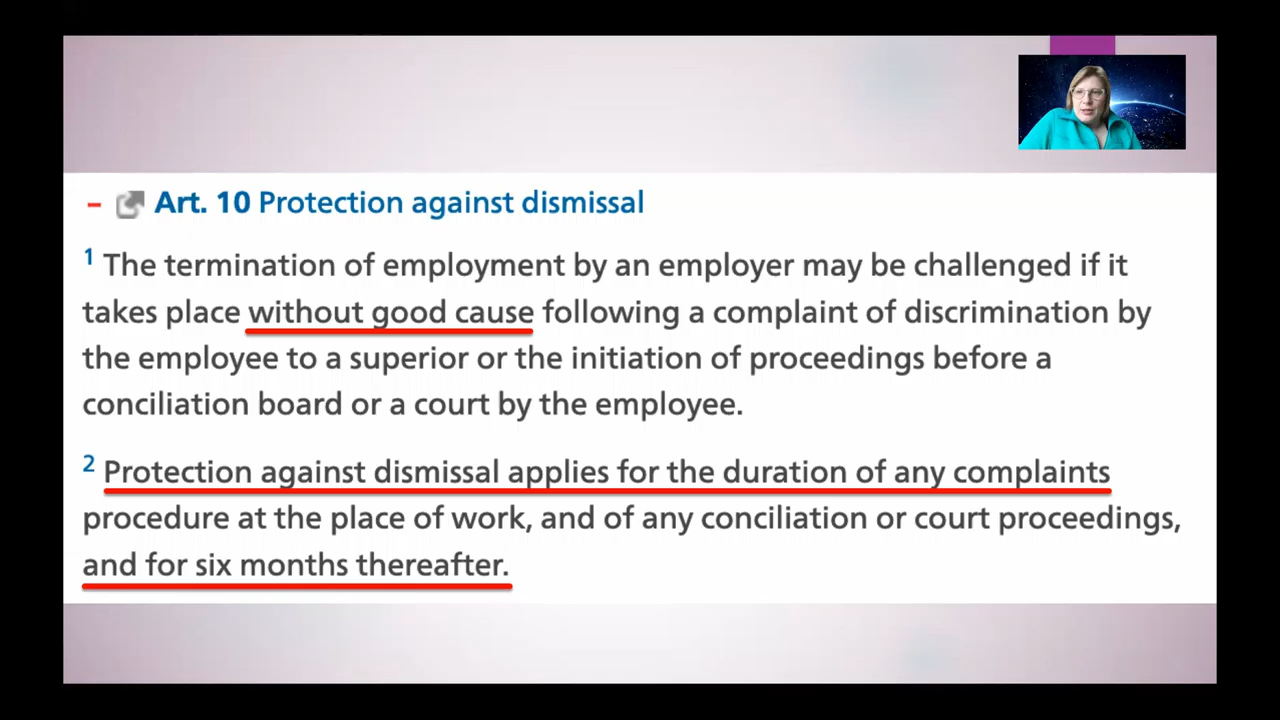 – Art. 10 Protection against dismissal
1 The termination of employment by an employer may be challenged if it
takes place without good cause following a complaint of discrimination by
the employee to a superior or the initiation of proceedings before a
conciliation board or a court by the employee.
2 Protection against dismissal applies for the duration of any complaints
procedure at the place of work, and of any conciliation or court proceedings,
and for six months thereafter.